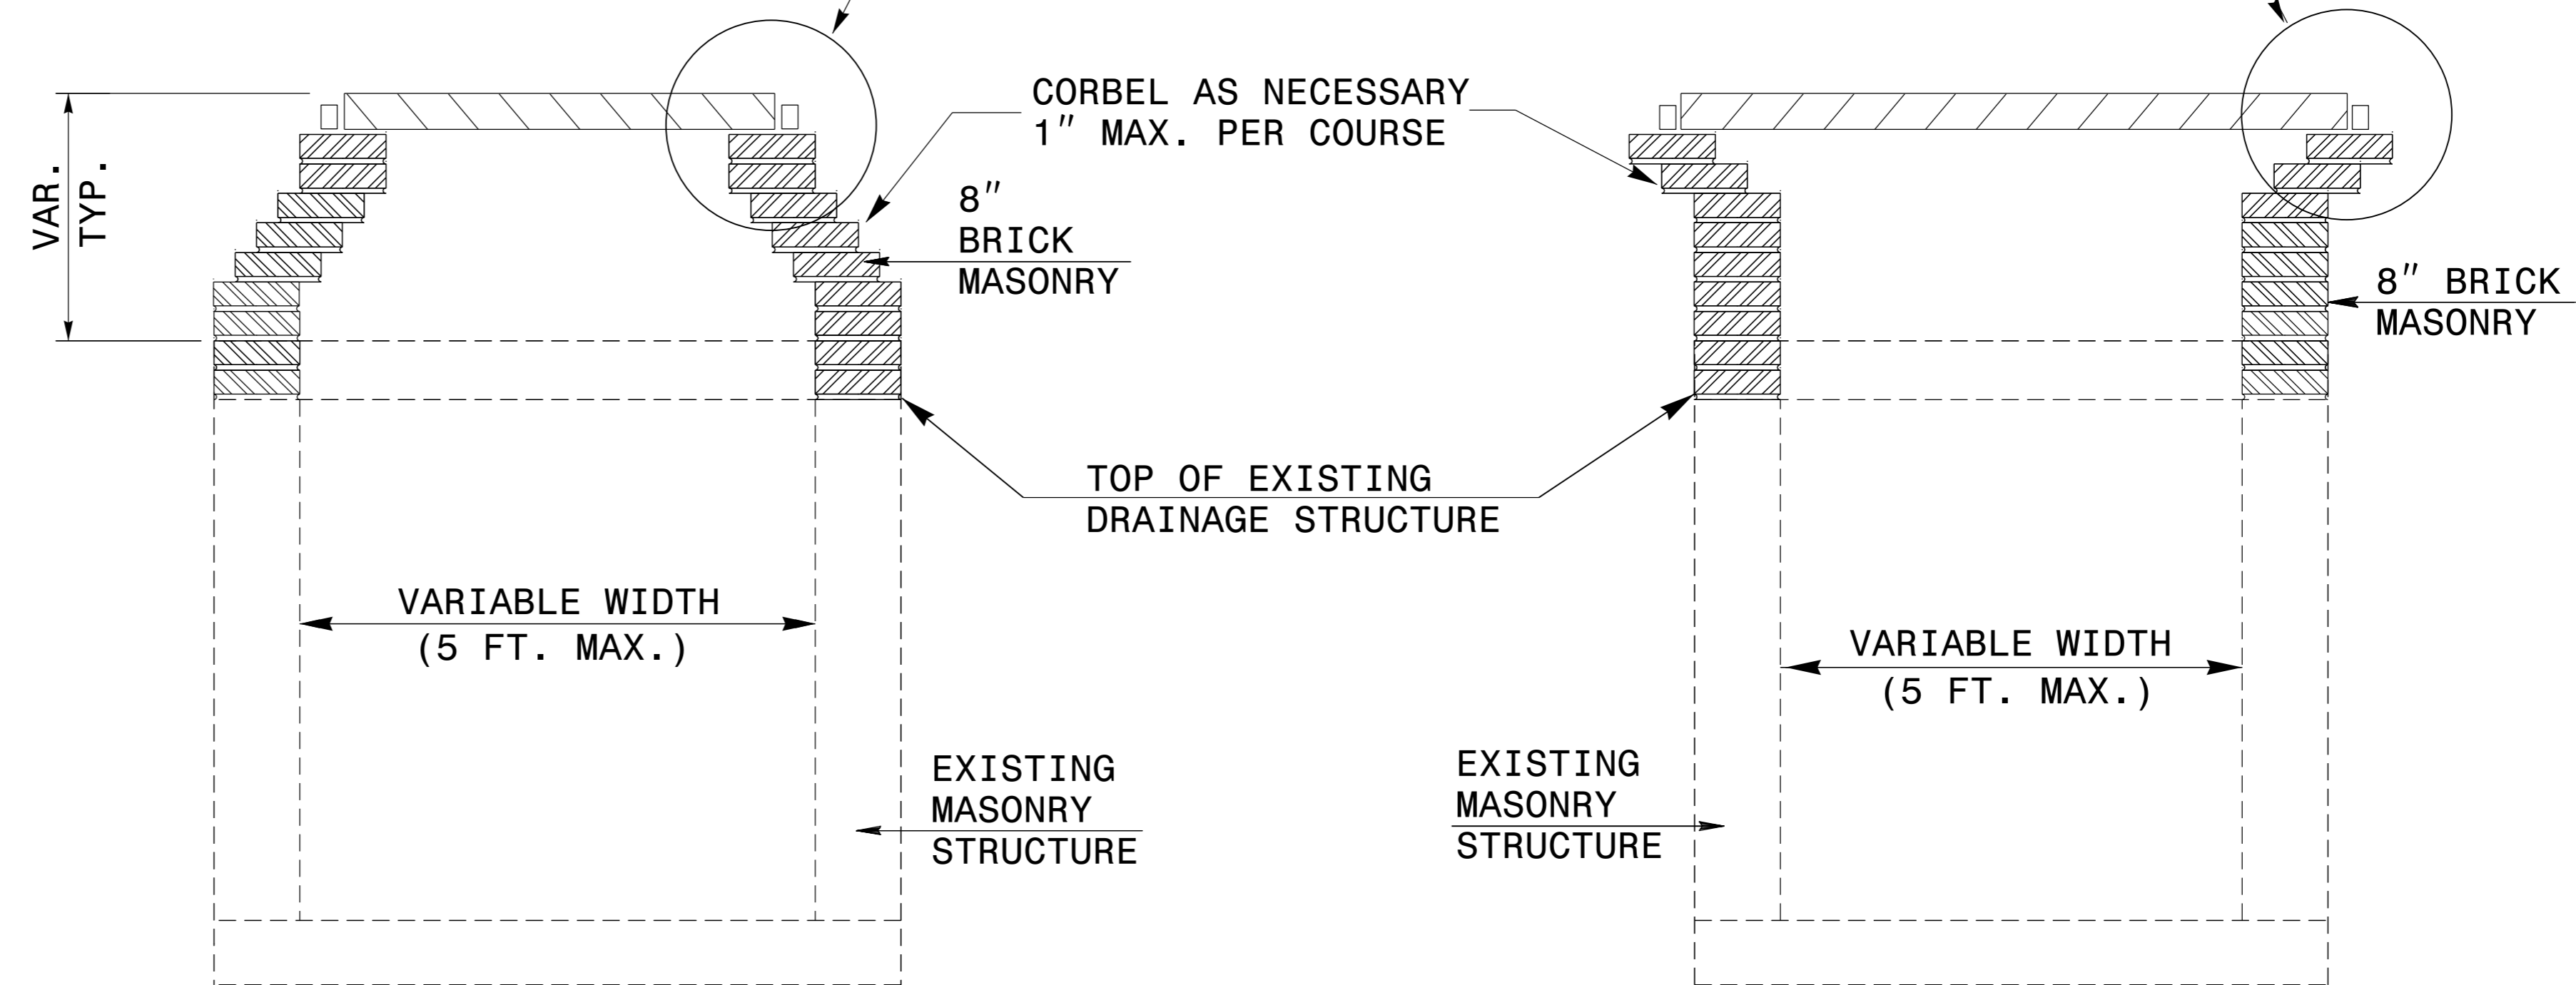 CORBEL AS NECESSARY
1" MAX. PER COURSE
VAR.
TYP.
8"
BRICK
MASONRY
8" BRICK
MASONRY
TOP OF EXISTING
DRAINAGE STRUCTURE
VARIABLE WIDTH
(5 FT. MAX.)
VARIABLE WIDTH
(5 FT. MAX.)
EXISTING
MASONRY
STRUCTURE
EXISTING
MASONRY
STRUCTURE